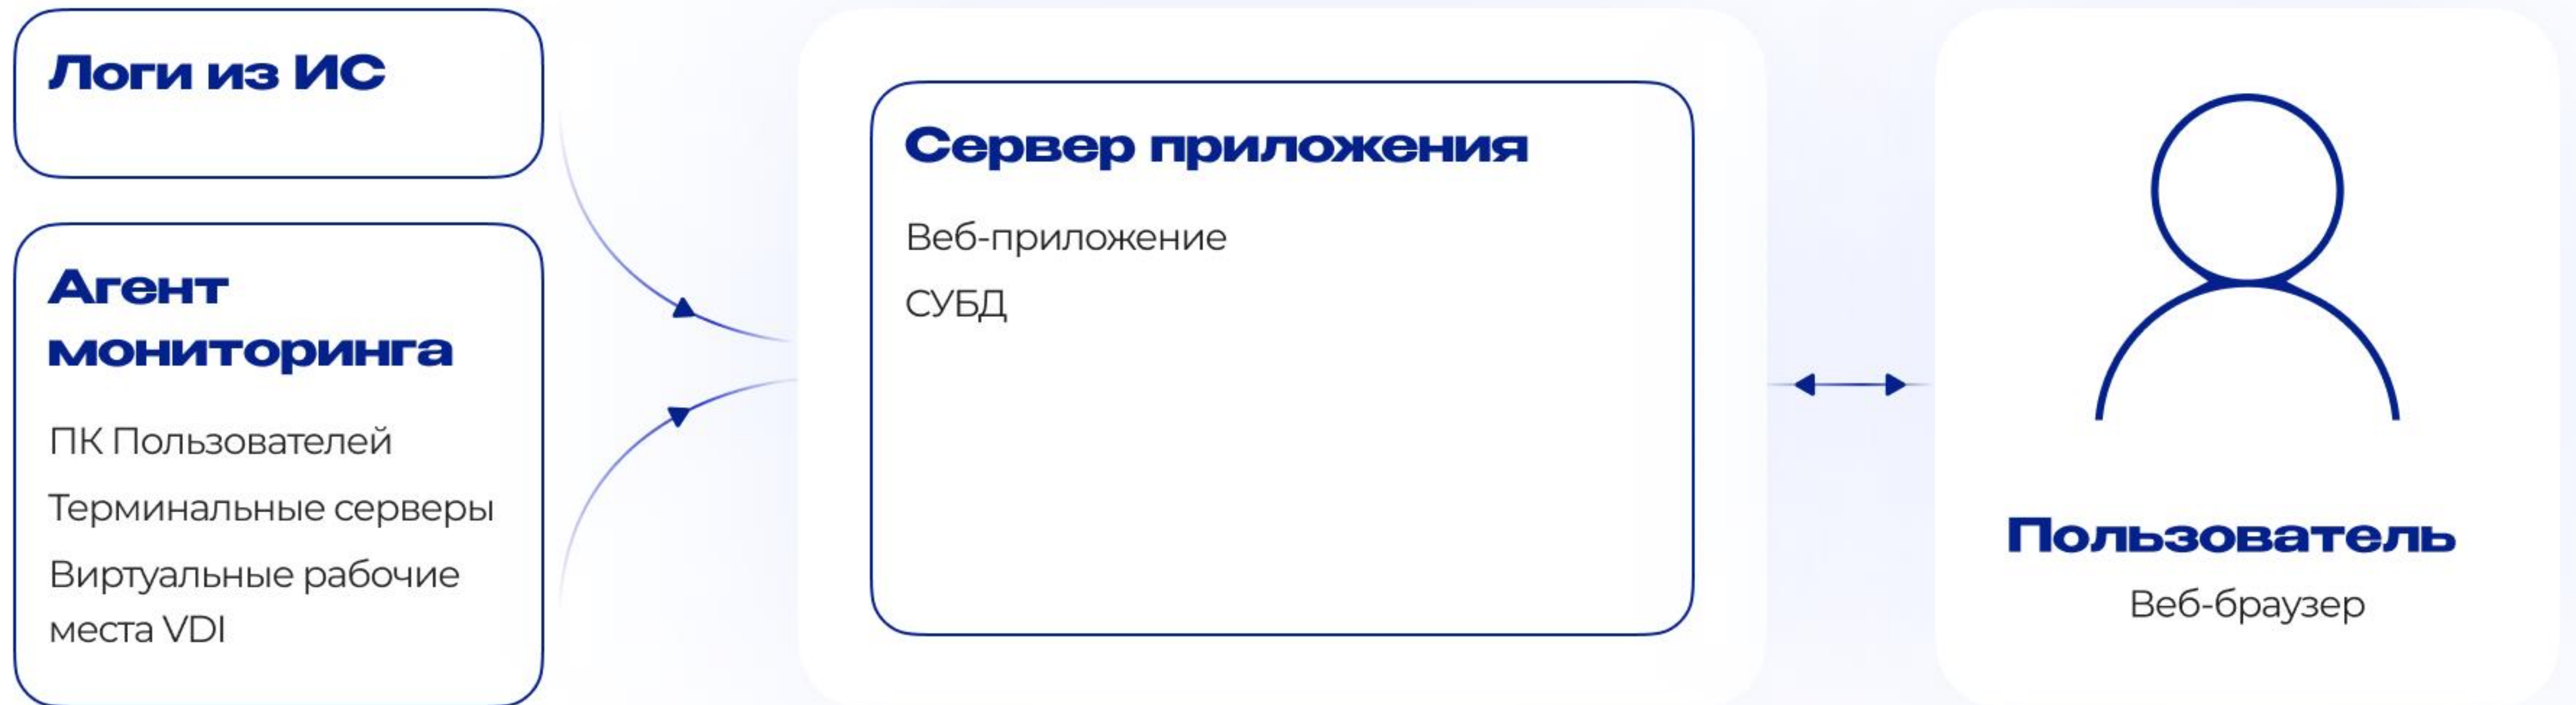 Логи из ИС
Агент
мониторинга
ПК Пользователей
Терминальные серверы
Виртуальные рабочие
места VDI
Сервер приложения
Веб-приложение
СУБД
Пользователь
Веб-браузер